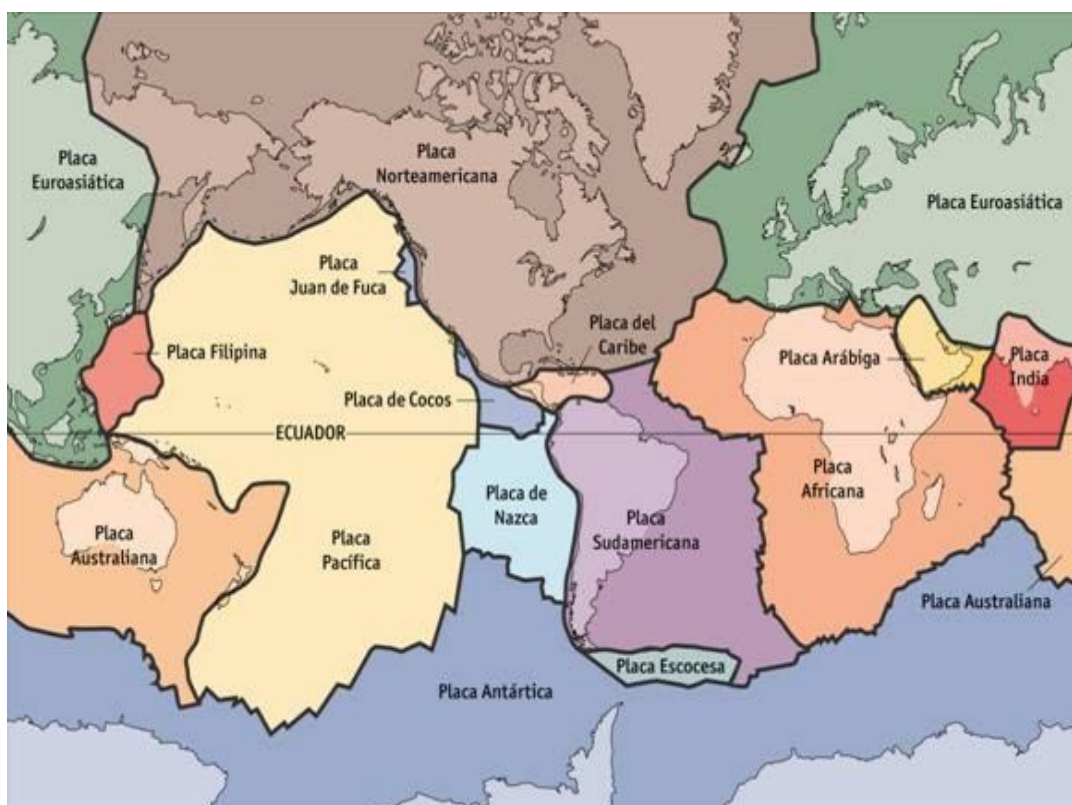 Placa
Euroasiática
Placa
Norteamericana
Placa Euroasiática
Placa
Juan de Fuca
Placa del
Caribe
Placa Filipina
Placa Arábiga
Placa
India
Placa de Cocos
ECUADOR
Placa
Australiana
Placa
Pacífica
Placa de
Nazca
Placa
Sudamericana
Placa
Africana
Placa Australiana
Placa Escocesa
Placa Antártica